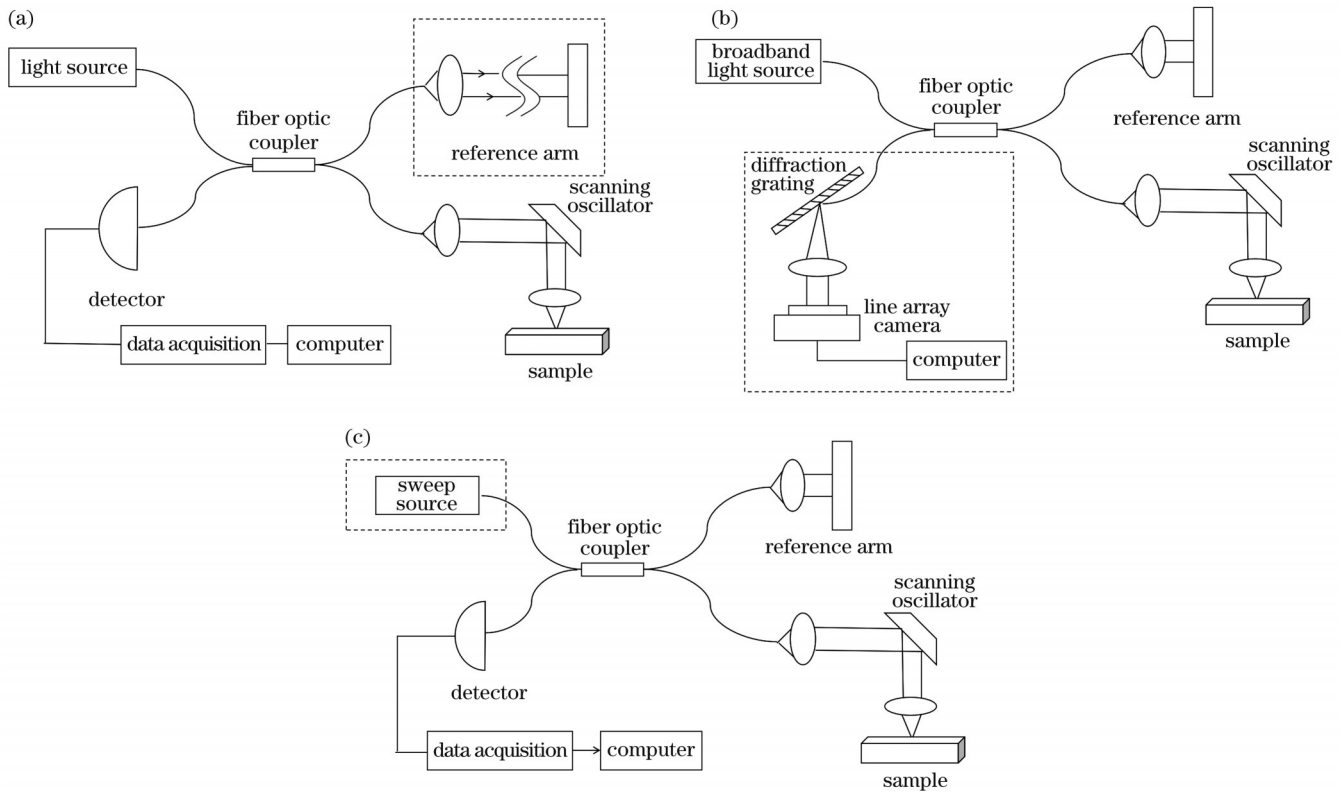 (a)
light source
fiber optic
coupler
reference arm
scanning
oscillator
detector
data acquisition
computer
sample
(b)
broadband
light source
fiber optic
coupler
reference arm
scanning
oscillator
diffraction
grating
line array
camera
computer
sample
(c)
sweep
source
fiber optic
coupler
reference arm
scanning
oscillator
detector
data acquisition
computer
sample